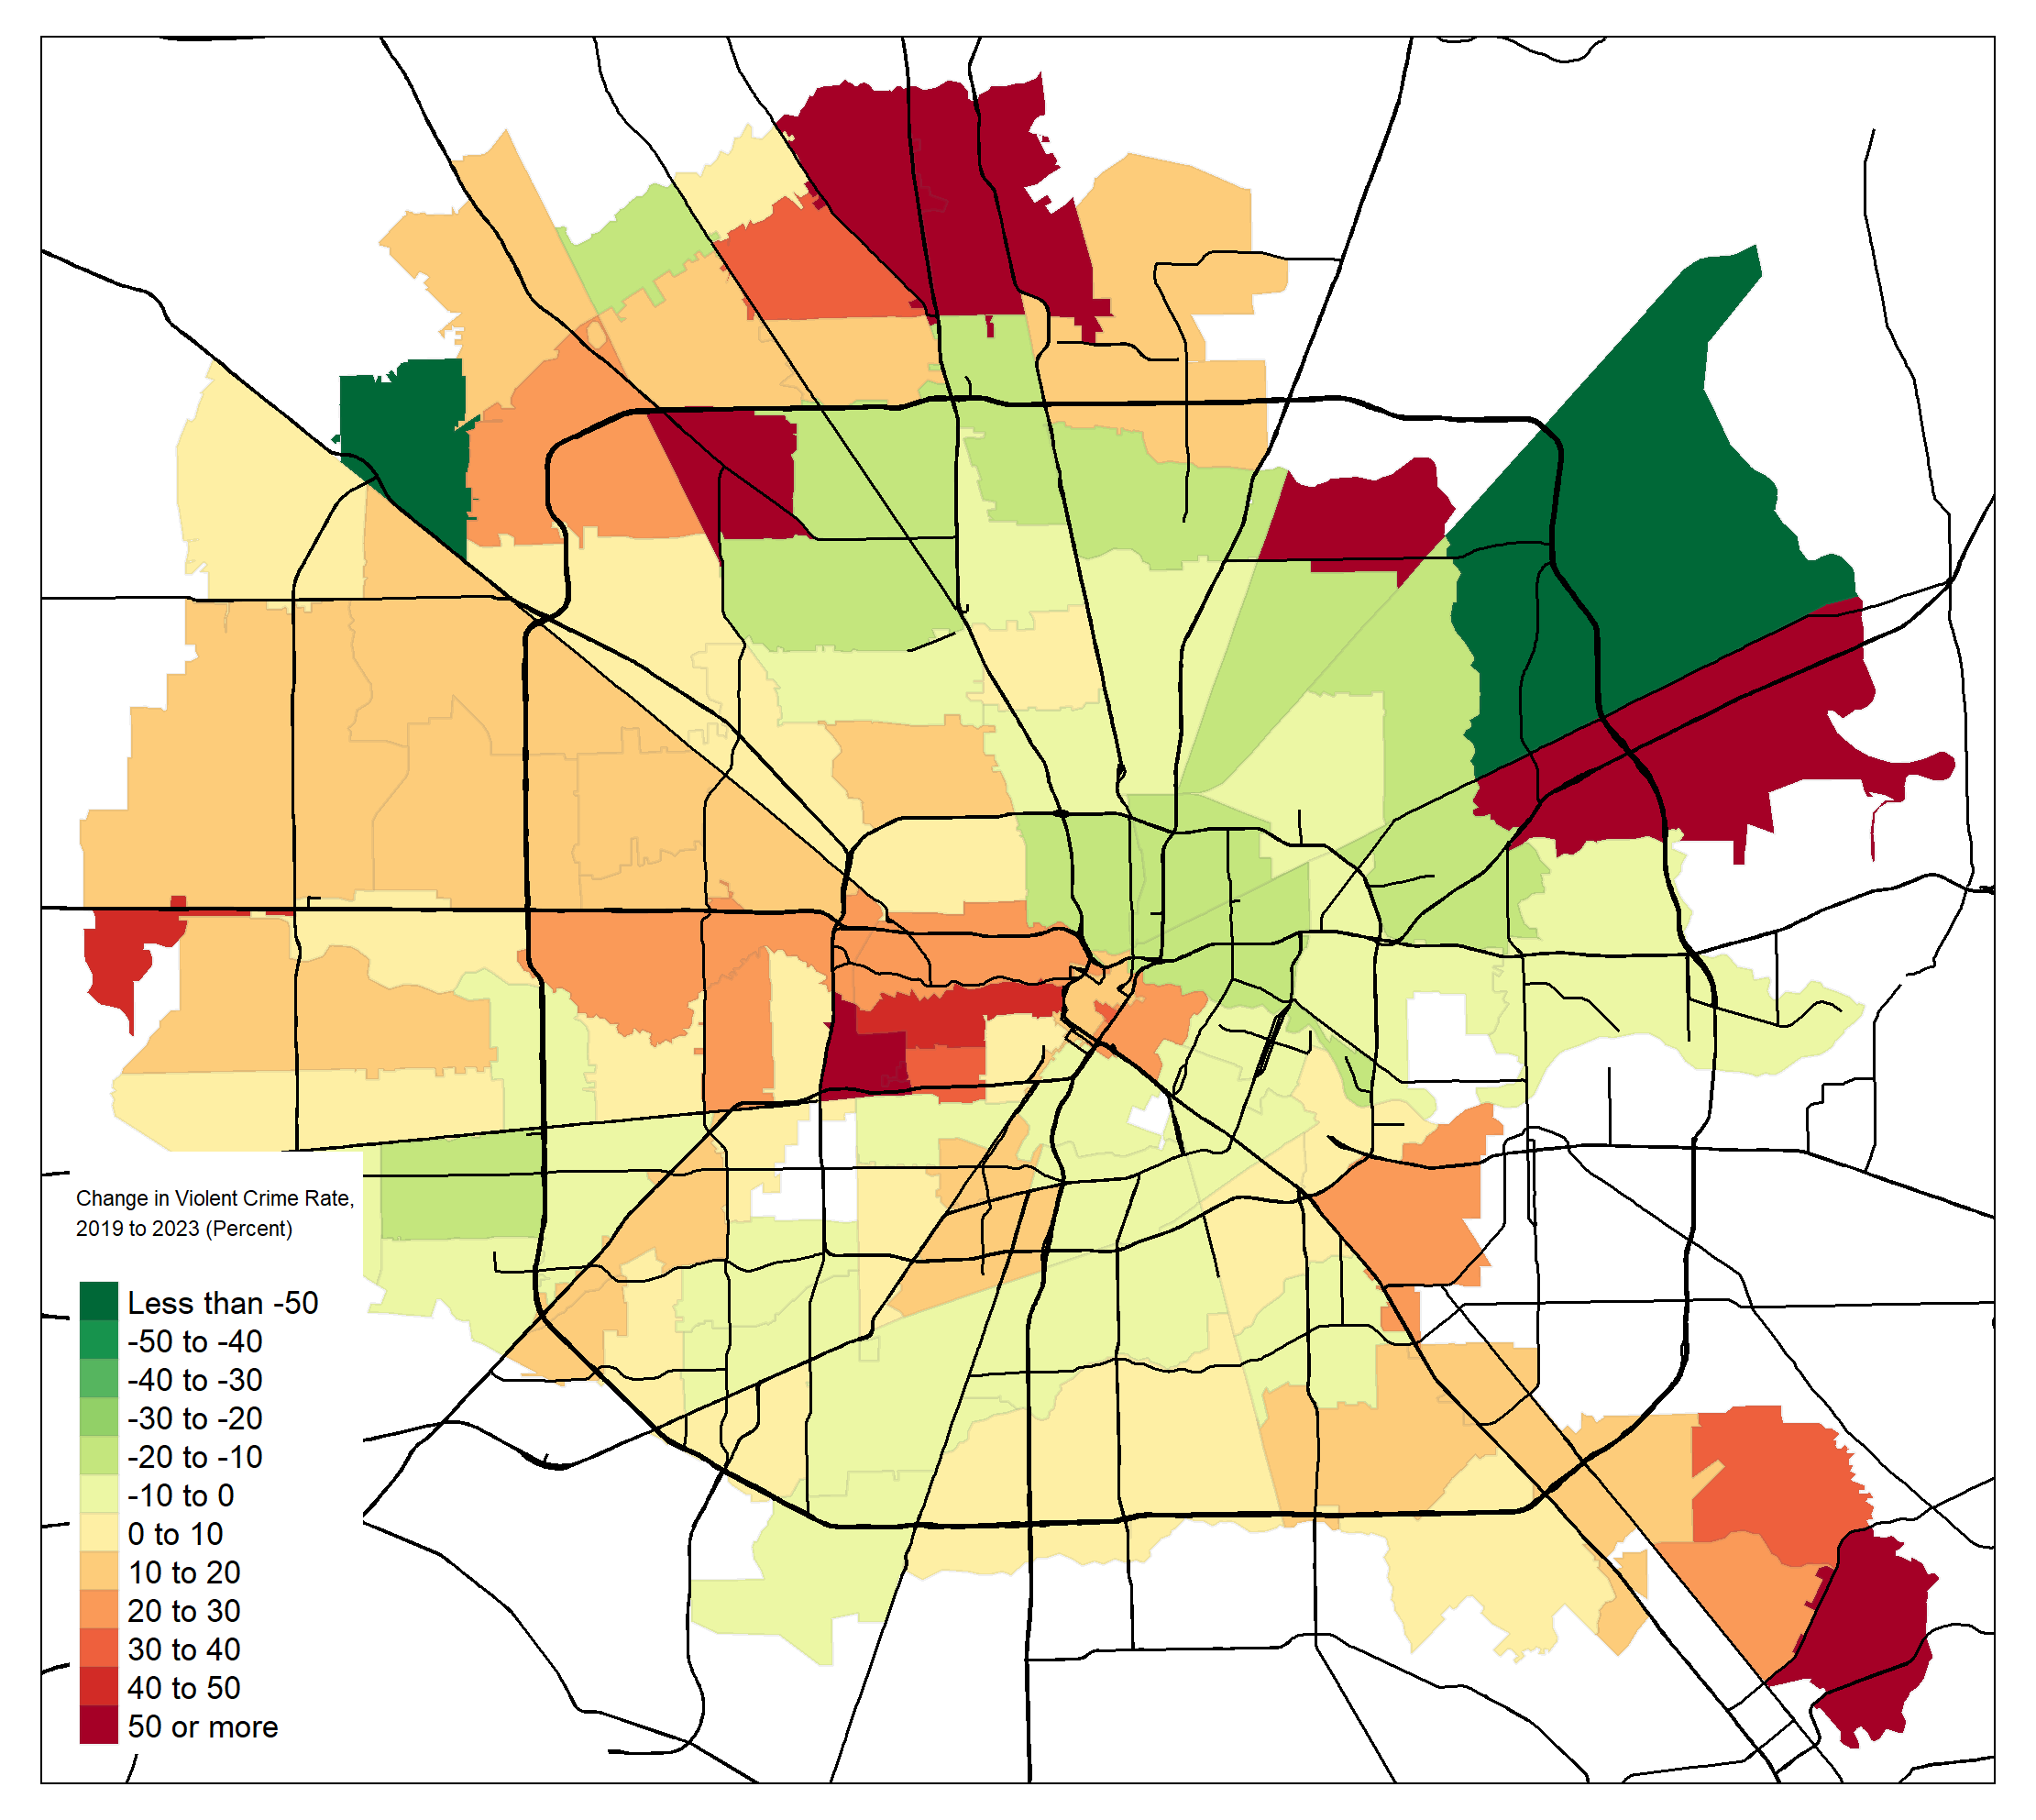 Change in Violent Crime Rate,
2019 to 2023 (Percent)
Less than -50
-50 to -40
-40 to -30
-30 to -20
-20 to -10
-10 to 0
0 to 10
10 to 20
20 to 30
30 to 40
40 to 50
50 or more